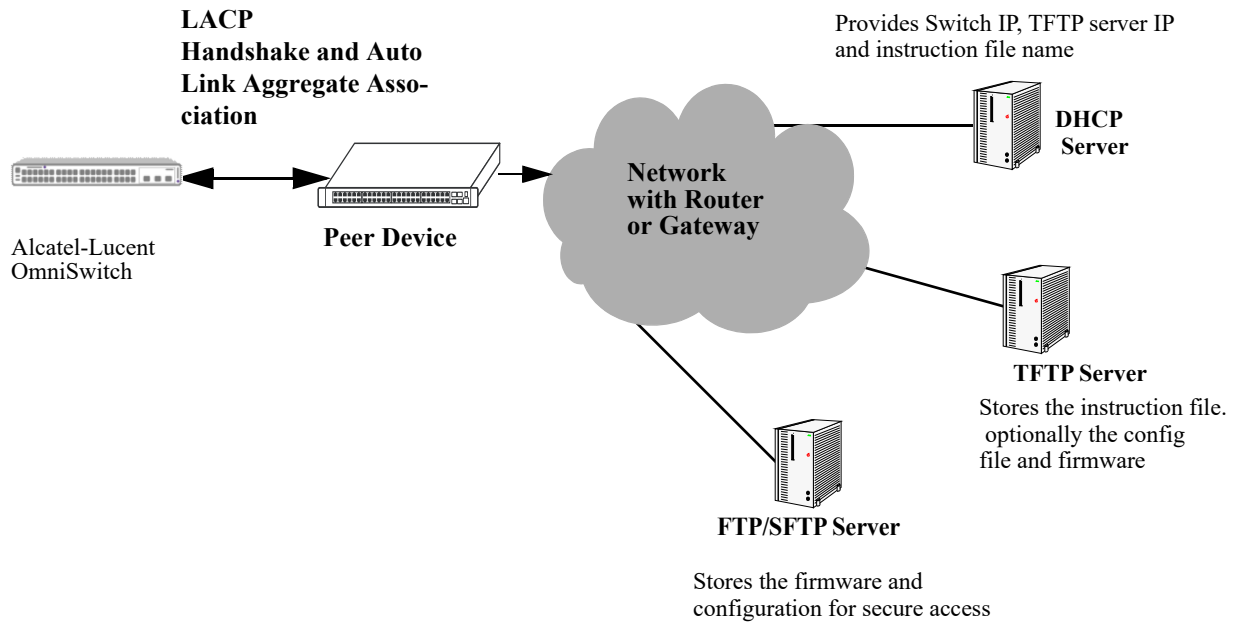 LACP
Handshake and Auto
Link Aggregate Asso-
ciation
Provides Switch IP, TFTP server IP
and instruction file name
DHCP
Server
Network
with Router
or Gateway
Peer Device
Alcatel-Lucent
OmniSwitch
TFTP Server
Stores the instruction file.
optionally the config
file and firmware
FTP/SFTP Server
Stores the firmware and
configuration for secure access